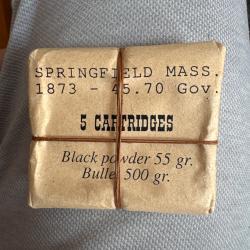 SPRINGFIELD MASS.
1873 - 45.70 Gov.
5 CARTRIDGES
Black powder 55 gr.
Bullet 500 gr.